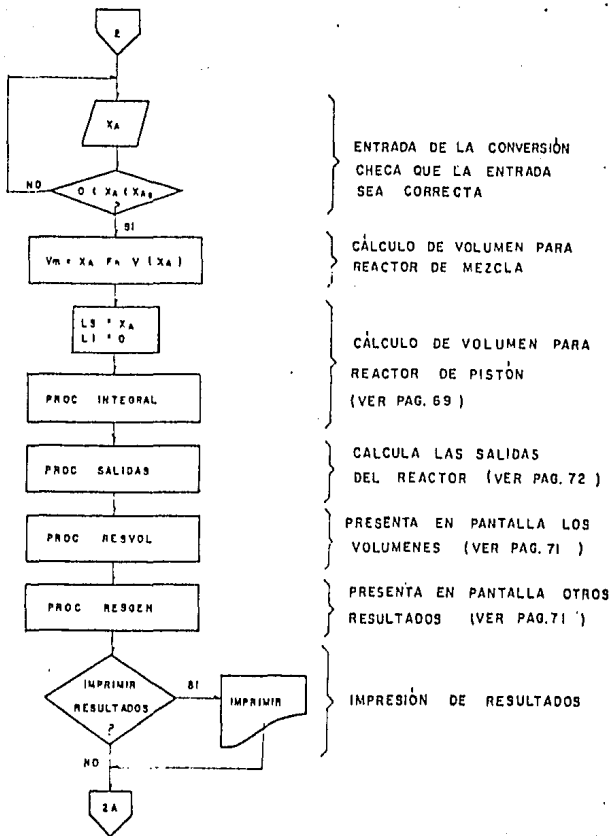 2
XA
ENTRADA DE LA CONVERSIÓN
CHECA QUE LA ENTRADA
SEA CORRECTA
NO
0 < XA < XAe
?
SI
Vm = XA FA V (XA)
CÁLCULO DE VOLUMEN PARA
REACTOR DE MEZCLA
LS = XA
LI = 0
CÁLCULO DE VOLUMEN PARA
REACTOR DE PISTÓN
(VER PAG. 69)
PROC INTEGRAL
PROC SALIDAS
CALCULA LAS SALIDAS
DEL REACTOR (VER PAG. 72)
PROC RESVOL
PRESENTA EN PANTALLA LOS
VOLUMENES (VER PAG. 71)
PROC RESGEN
PRESENTA EN PANTALLA OTROS
RESULTADOS (VER PAG. 71)
IMPRIMIR
RESULTADOS
?
SI
IMPRIMIR
IMPRESIÓN DE RESULTADOS
NO
2A